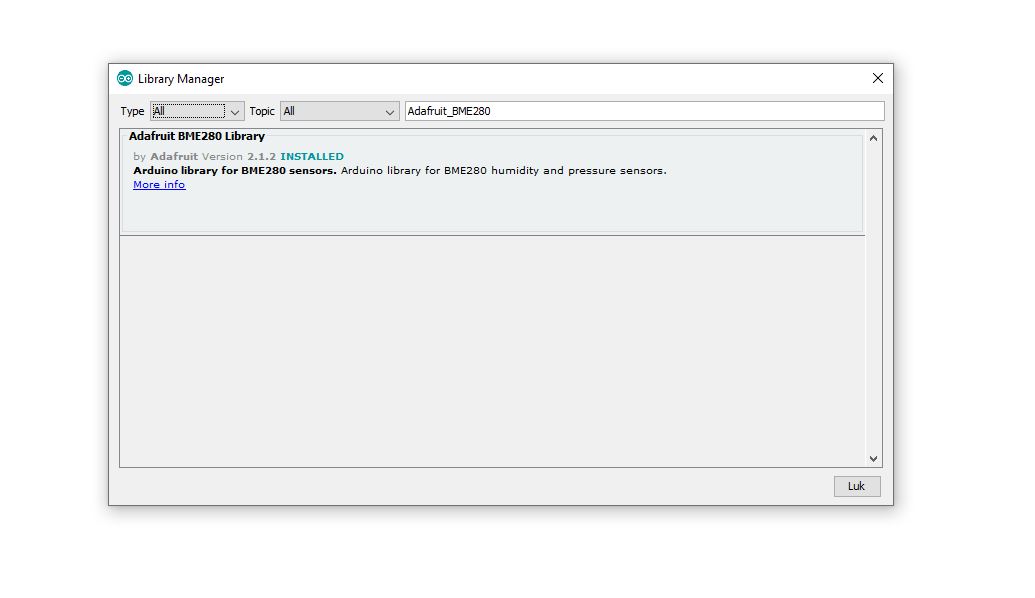 Library Manager
Type All Topic All Adafruit_BME280
Adafruit BME280 Library
by Adafruit Version 2.1.2 INSTALLED
Arduino library for BME280 sensors. Arduino library for BME280 humidity and pressure sensors.
More info
Luk